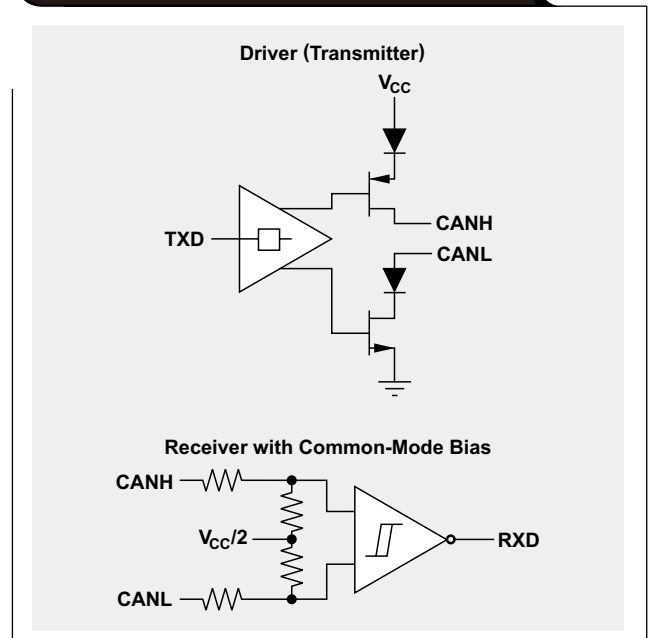 Driver (Transmitter)
VCC
CANH
TXD
CANL
Receiver with Common-Mode Bias
CANH
VCC/2
RXD
CANL